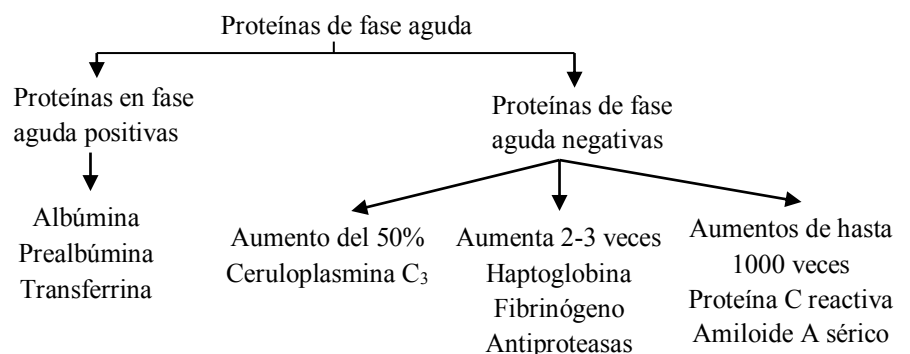 Proteínas de fase aguda
Proteínas en fase
aguda positivas
Albúmina
Prealbúmina
Transferrina
Proteínas de fase
aguda negativas
Aumento del 50%
Ceruloplasmina C₃
Aumenta 2-3 veces
Haptoglobina
Fibrinógeno
Antiproteasas
Aumentos de hasta
1000 veces
Proteína C reactiva
Amiloide A sérico